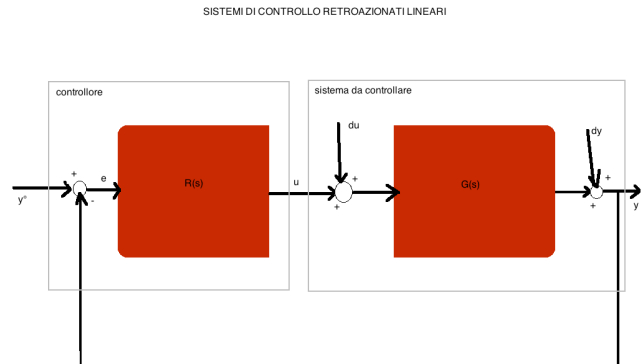 SISTEMI DI CONTROLLO RETROAZIONATI LINEARI
controllore
sistema da controllare
du
dy
+
e
R(s)
u
+
G(s)
+
y°
-
+
+
y